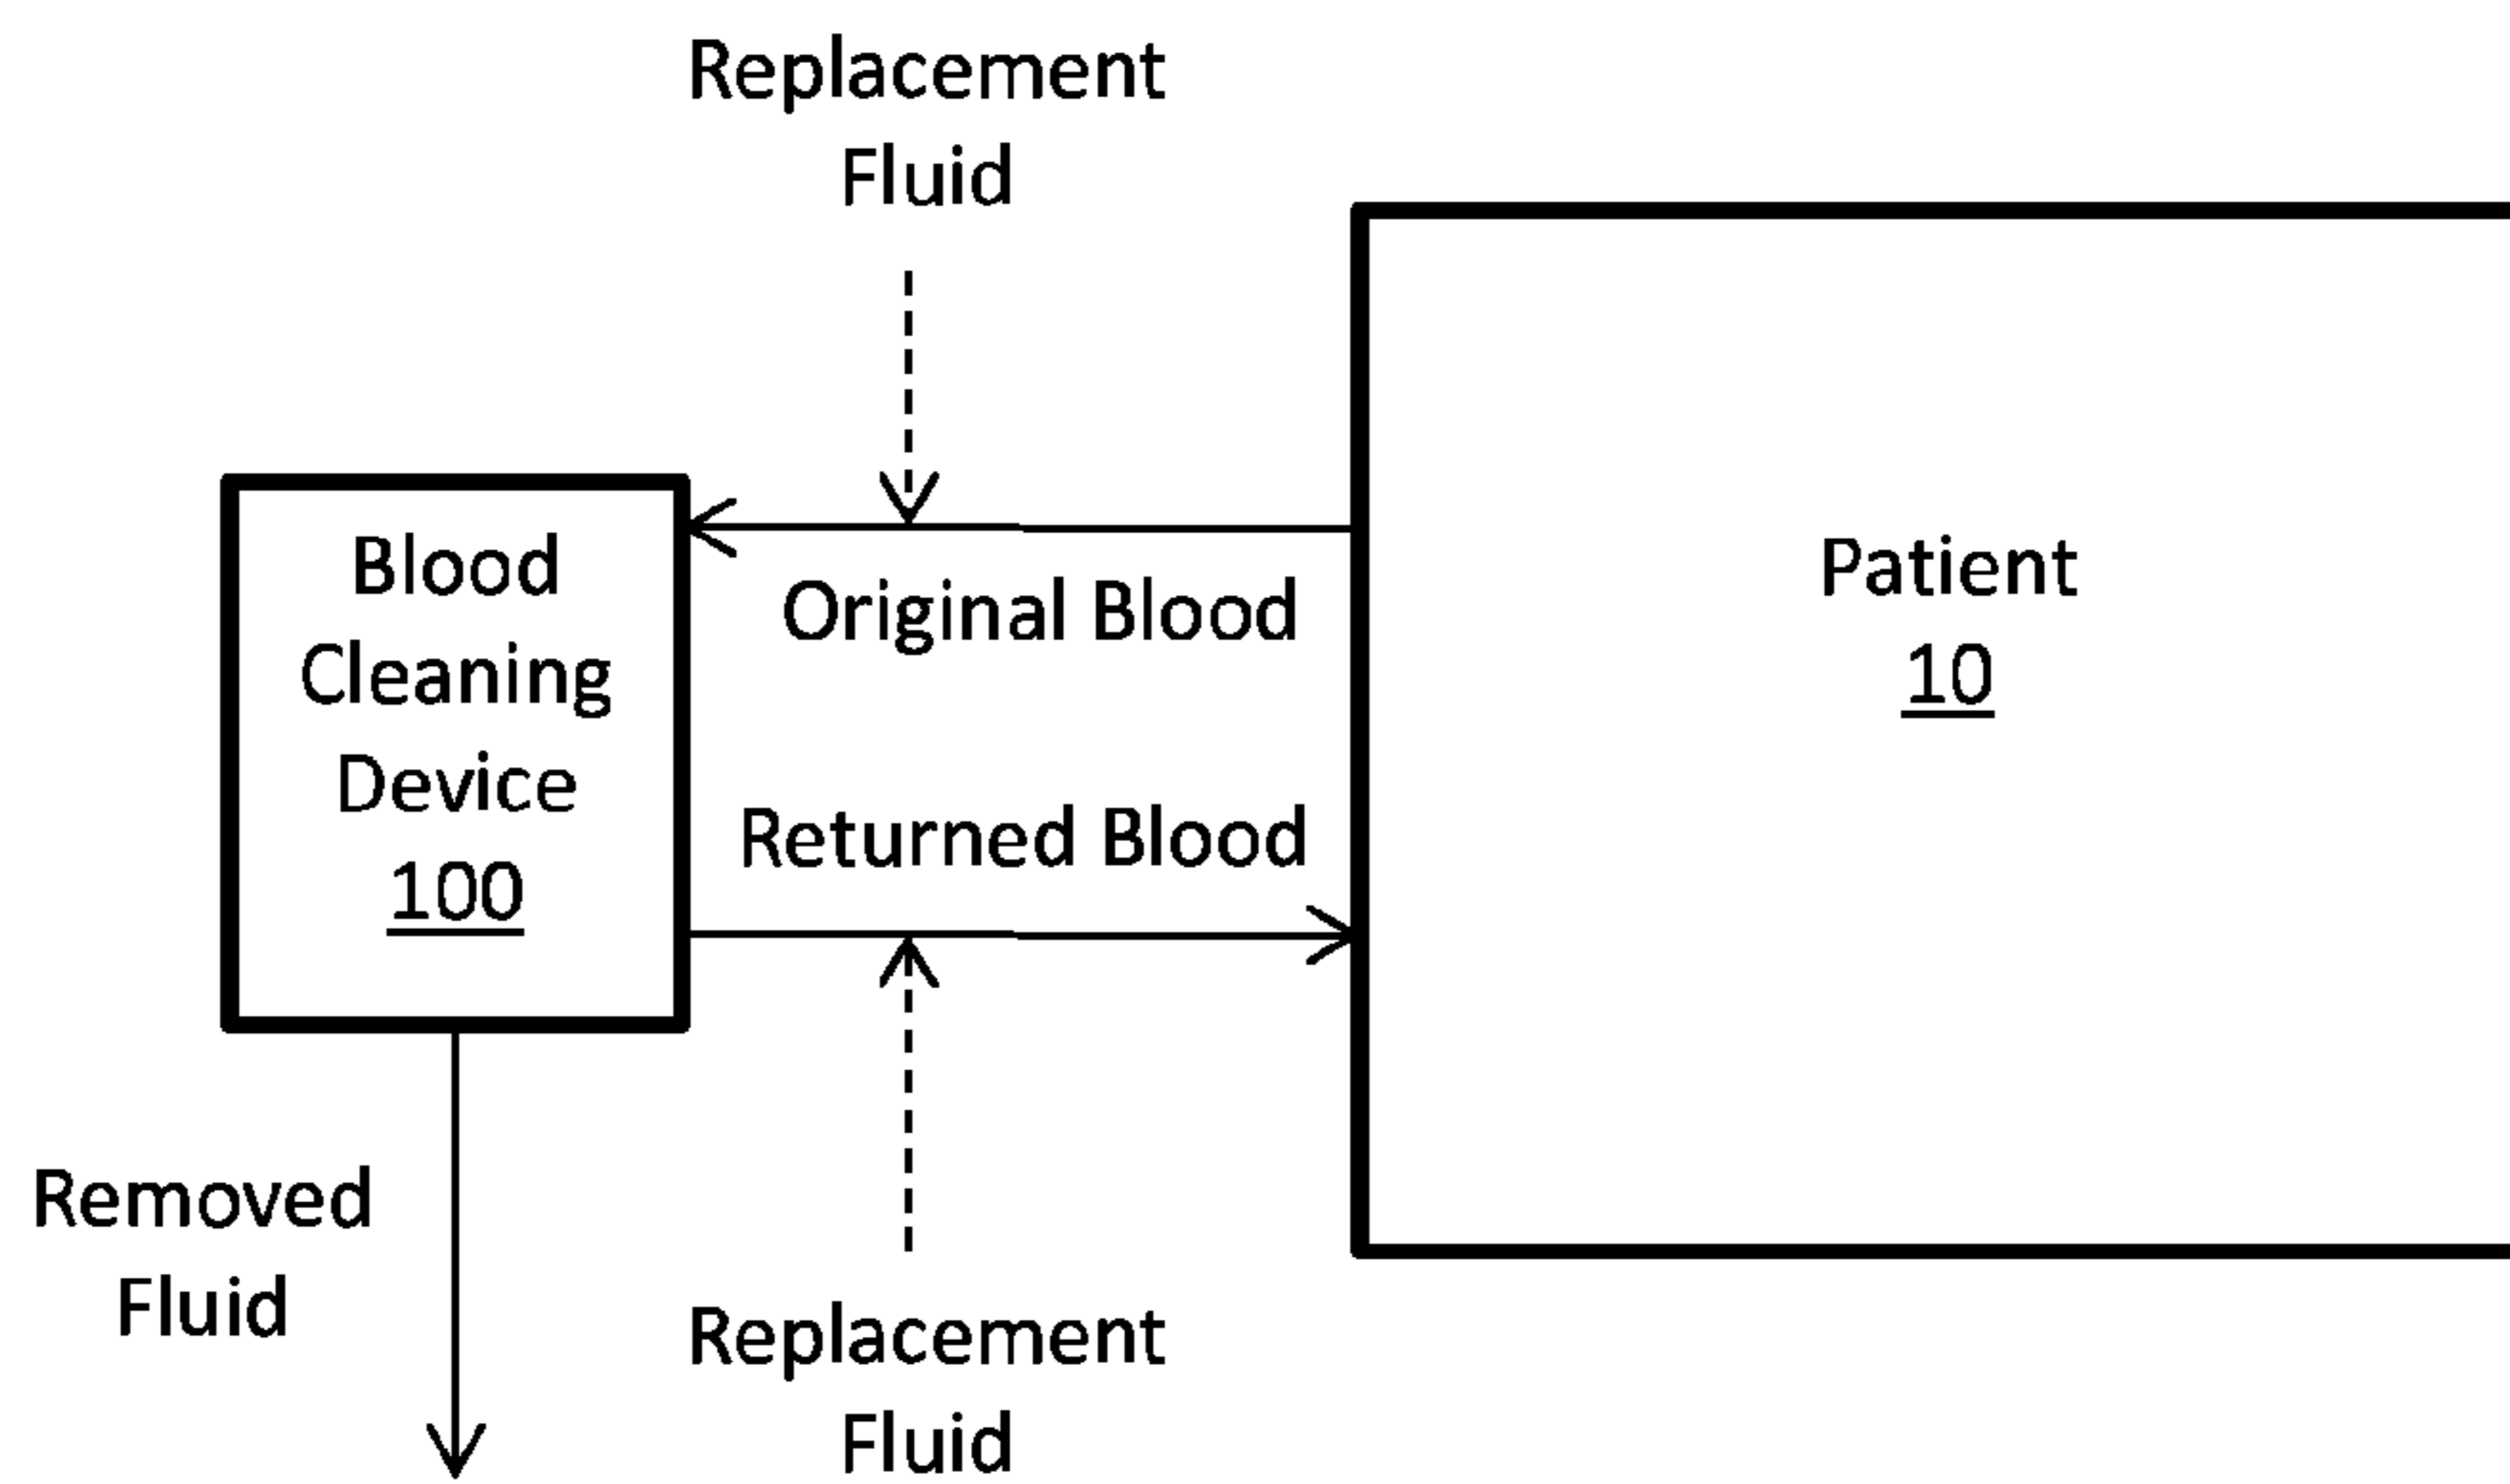 Replacement
Fluid
Blood
Cleaning
Device
100
Original Blood
Returned Blood
Patient
10
Removed
Fluid
Replacement
Fluid